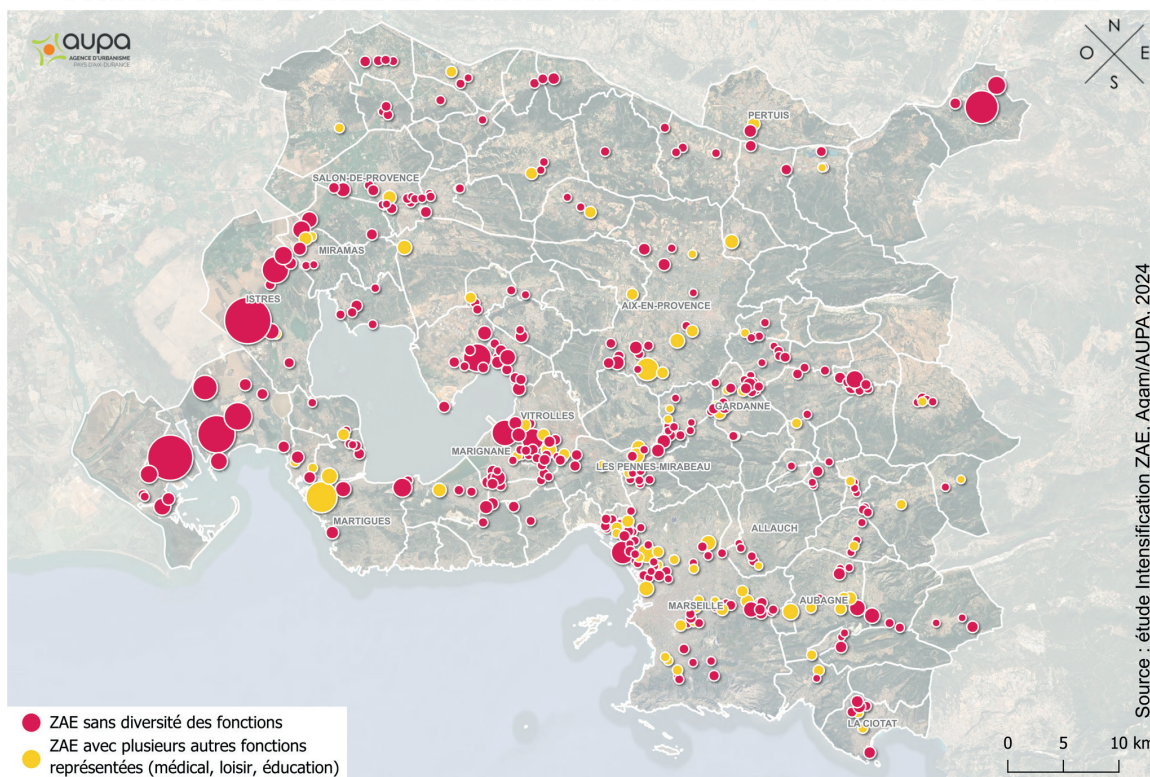 aupa
AGENCE D'URBANISME
PAYS D'AIX-DURANCE
N
O
E
S
PERTUIS
SALON-DE-PROVENCE
MIRAMAS
ISTRES
AIX-EN-PROVENCE
VITROLLES
GARDANNE
MARIGNANE
LES PENNES-MIRABEAU
MARTIGUES
ALLAUCH
MARSEILLE
AUBAGNE
LA CIOTAT
Source : étude Intensification ZAE, Agam/AUPA, 2024
ZAE sans diversité des fonctions
ZAE avec plusieurs autres fonctions
représentées (médical, loisir, éducation)
0 5 10 km